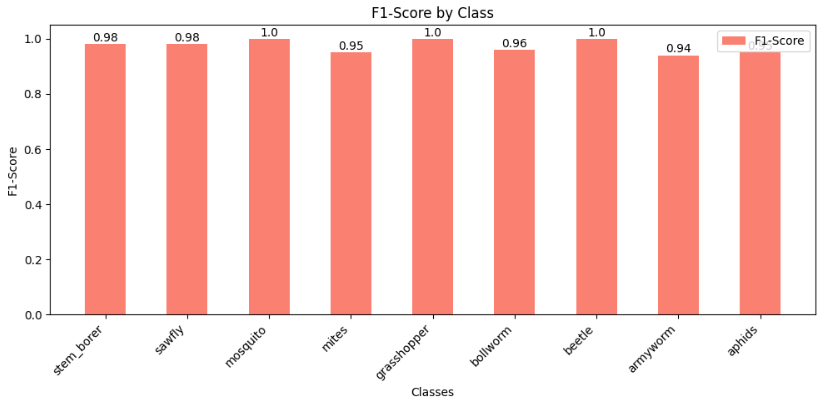 F1-Score by Class
0.98 0.98 1.0 0.95 1.0 0.96 1.0 0.94
F1-Score
1.0
0.8
0.6
0.4
0.2
0.0
F1-Score
stem_borer sawfly mosquito mites grasshopper bollworm beetle armyworm aphids
Classes